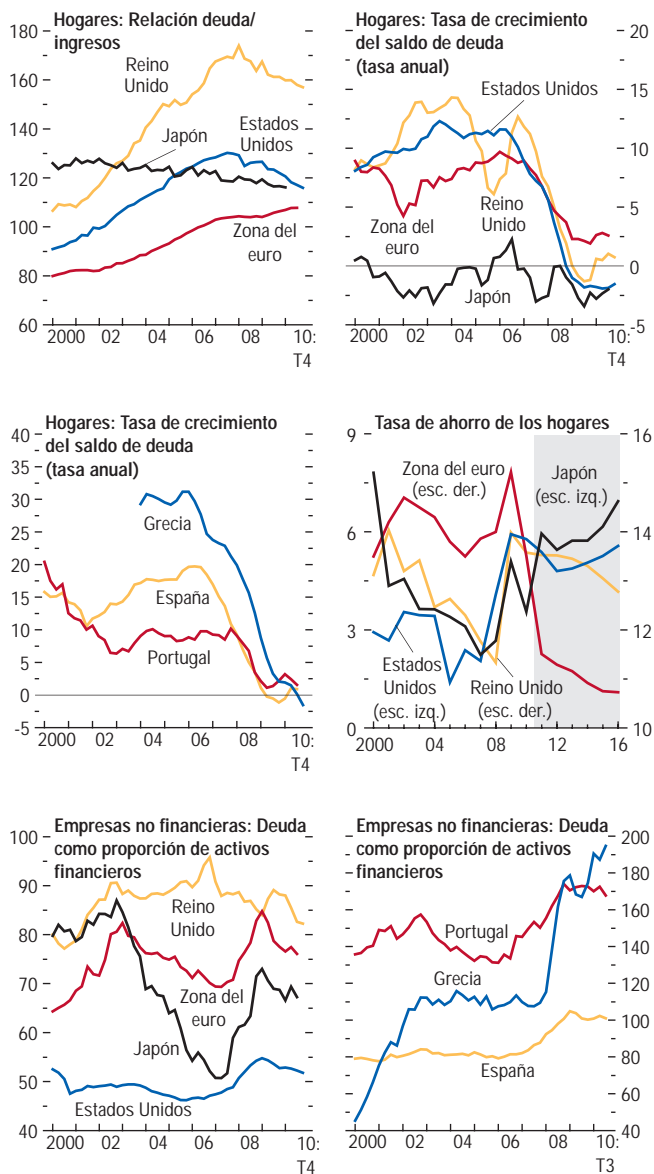 Hogares: Relación deuda/
ingresos
180
160
140
120
100
80
60
Reino
Unido
Japón
Estados
Unidos
Zona del
euro
2000 02 04 06 08 10:
T4
Hogares: Tasa de crecimiento
del saldo de deuda
(tasa anual)
20
15
10
5
0
-5
Estados Unidos
Zona del
euro
Reino
Unido
Japón
2000 02 04 06 08 10:
T4
Hogares: Tasa de crecimiento
del saldo de deuda
(tasa anual)
40
35
30
25
20
15
10
5
0
-5
Grecia
España
Portugal
2000 02 04 06 08 10:
T4
Tasa de ahorro de los hogares
9
6
3
0
16
14
12
10
Zona del euro
(esc. der.)
Japón
(esc. izq.)
Estados
Unidos
(esc. izq.)
Reino Unido
(esc. der.)
2000 04 08 12 16
Empresas no financieras: Deuda
como proporción de activos
financieros
100
90
80
70
60
50
40
Reino
Unido
Zona del
euro
Japón
Estados Unidos
2000 02 04 06 08 10:
T4
Empresas no financieras: Deuda
como proporción de activos
financieros
200
180
160
140
120
100
80
60
40
Portugal
Grecia
España
2000 02 04 06 08 10:
T3